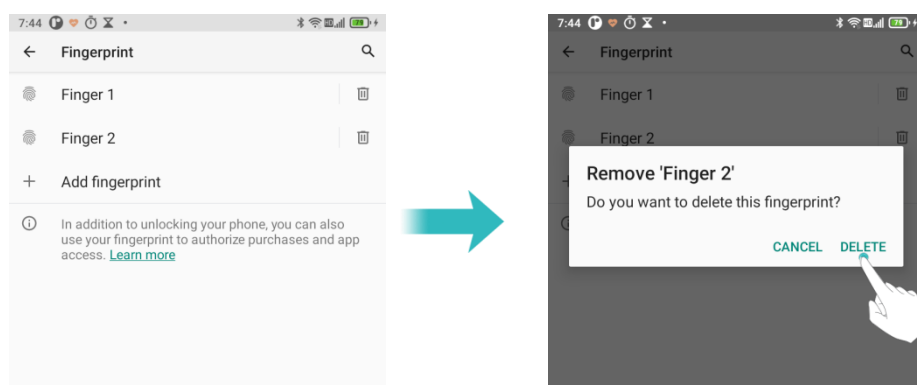 7:44
Fingerprint
Finger 1
Finger 2
Add fingerprint
In addition to unlocking your phone, you can also
use your fingerprint to authorize purchases and app
access. Learn more
7:44
Fingerprint
Finger 1
Finger 2
Remove 'Finger 2'
Do you want to delete this fingerprint?
CANCEL DELETE